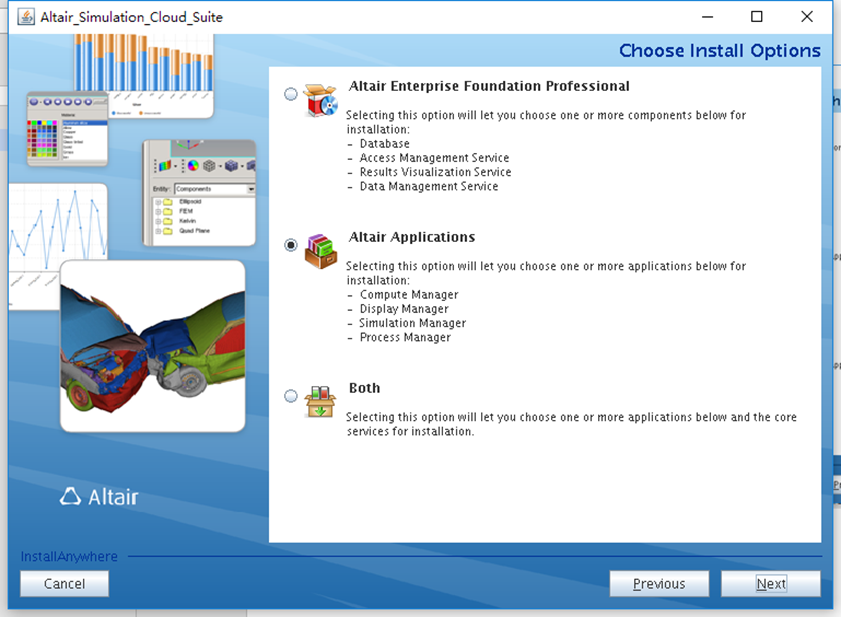 Altair_Simulation_Cloud_Suite
Choose Install Options
Altair Enterprise Foundation Professional
Selecting this option will let you choose one or more components below for
installation:
- Database
- Access Management Service
- Results Visualization Service
- Data Management Service
Altair Applications
Selecting this option will let you choose one or more applications below for
installation:
- Compute Manager
- Display Manager
- Simulation Manager
- Process Manager
Both
Selecting this option will let you choose one or more applications below and the core
services for installation.
Entity: Components
Ellipsoid
FEM
Kelvin
Quad Plane
Altair
InstallAnywhere
Cancel
Previous
Next